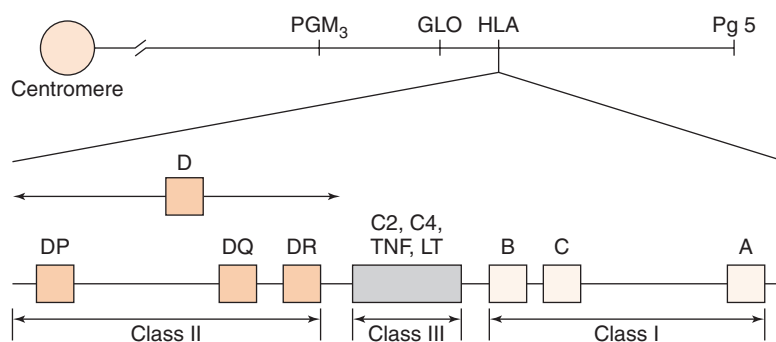 PGM₃ GLO HLA Pg 5
Centromere
D
C2, C4,
TNF, LT
DP DQ DR B C A
Class II Class III Class I